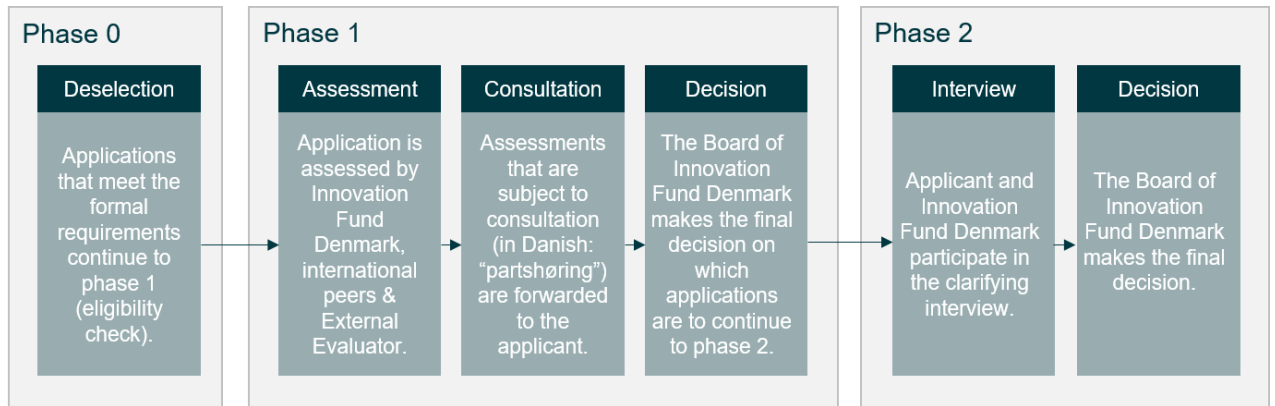 Phase 0
Deselection
Applications
that meet the
formal
requirements
continue to
phase 1
(eligibility
check).
Phase 1
Assessment
Application is
assessed by
Innovation
Fund
Denmark,
international
peers &
External
Evaluator.
Consultation
Assessments
that are
subject to
consultation
(in Danish:
“partshøring”)
are forwarded
to the
applicant.
Decision
The Board of
Innovation
Fund Denmark
makes the final
decision on
which
applications
are to continue
to phase 2.
Phase 2
Interview
Applicant and
Innovation
Fund Denmark
participate in
the clarifying
interview.
Decision
The Board of
Innovation
Fund Denmark
makes the final
decision.